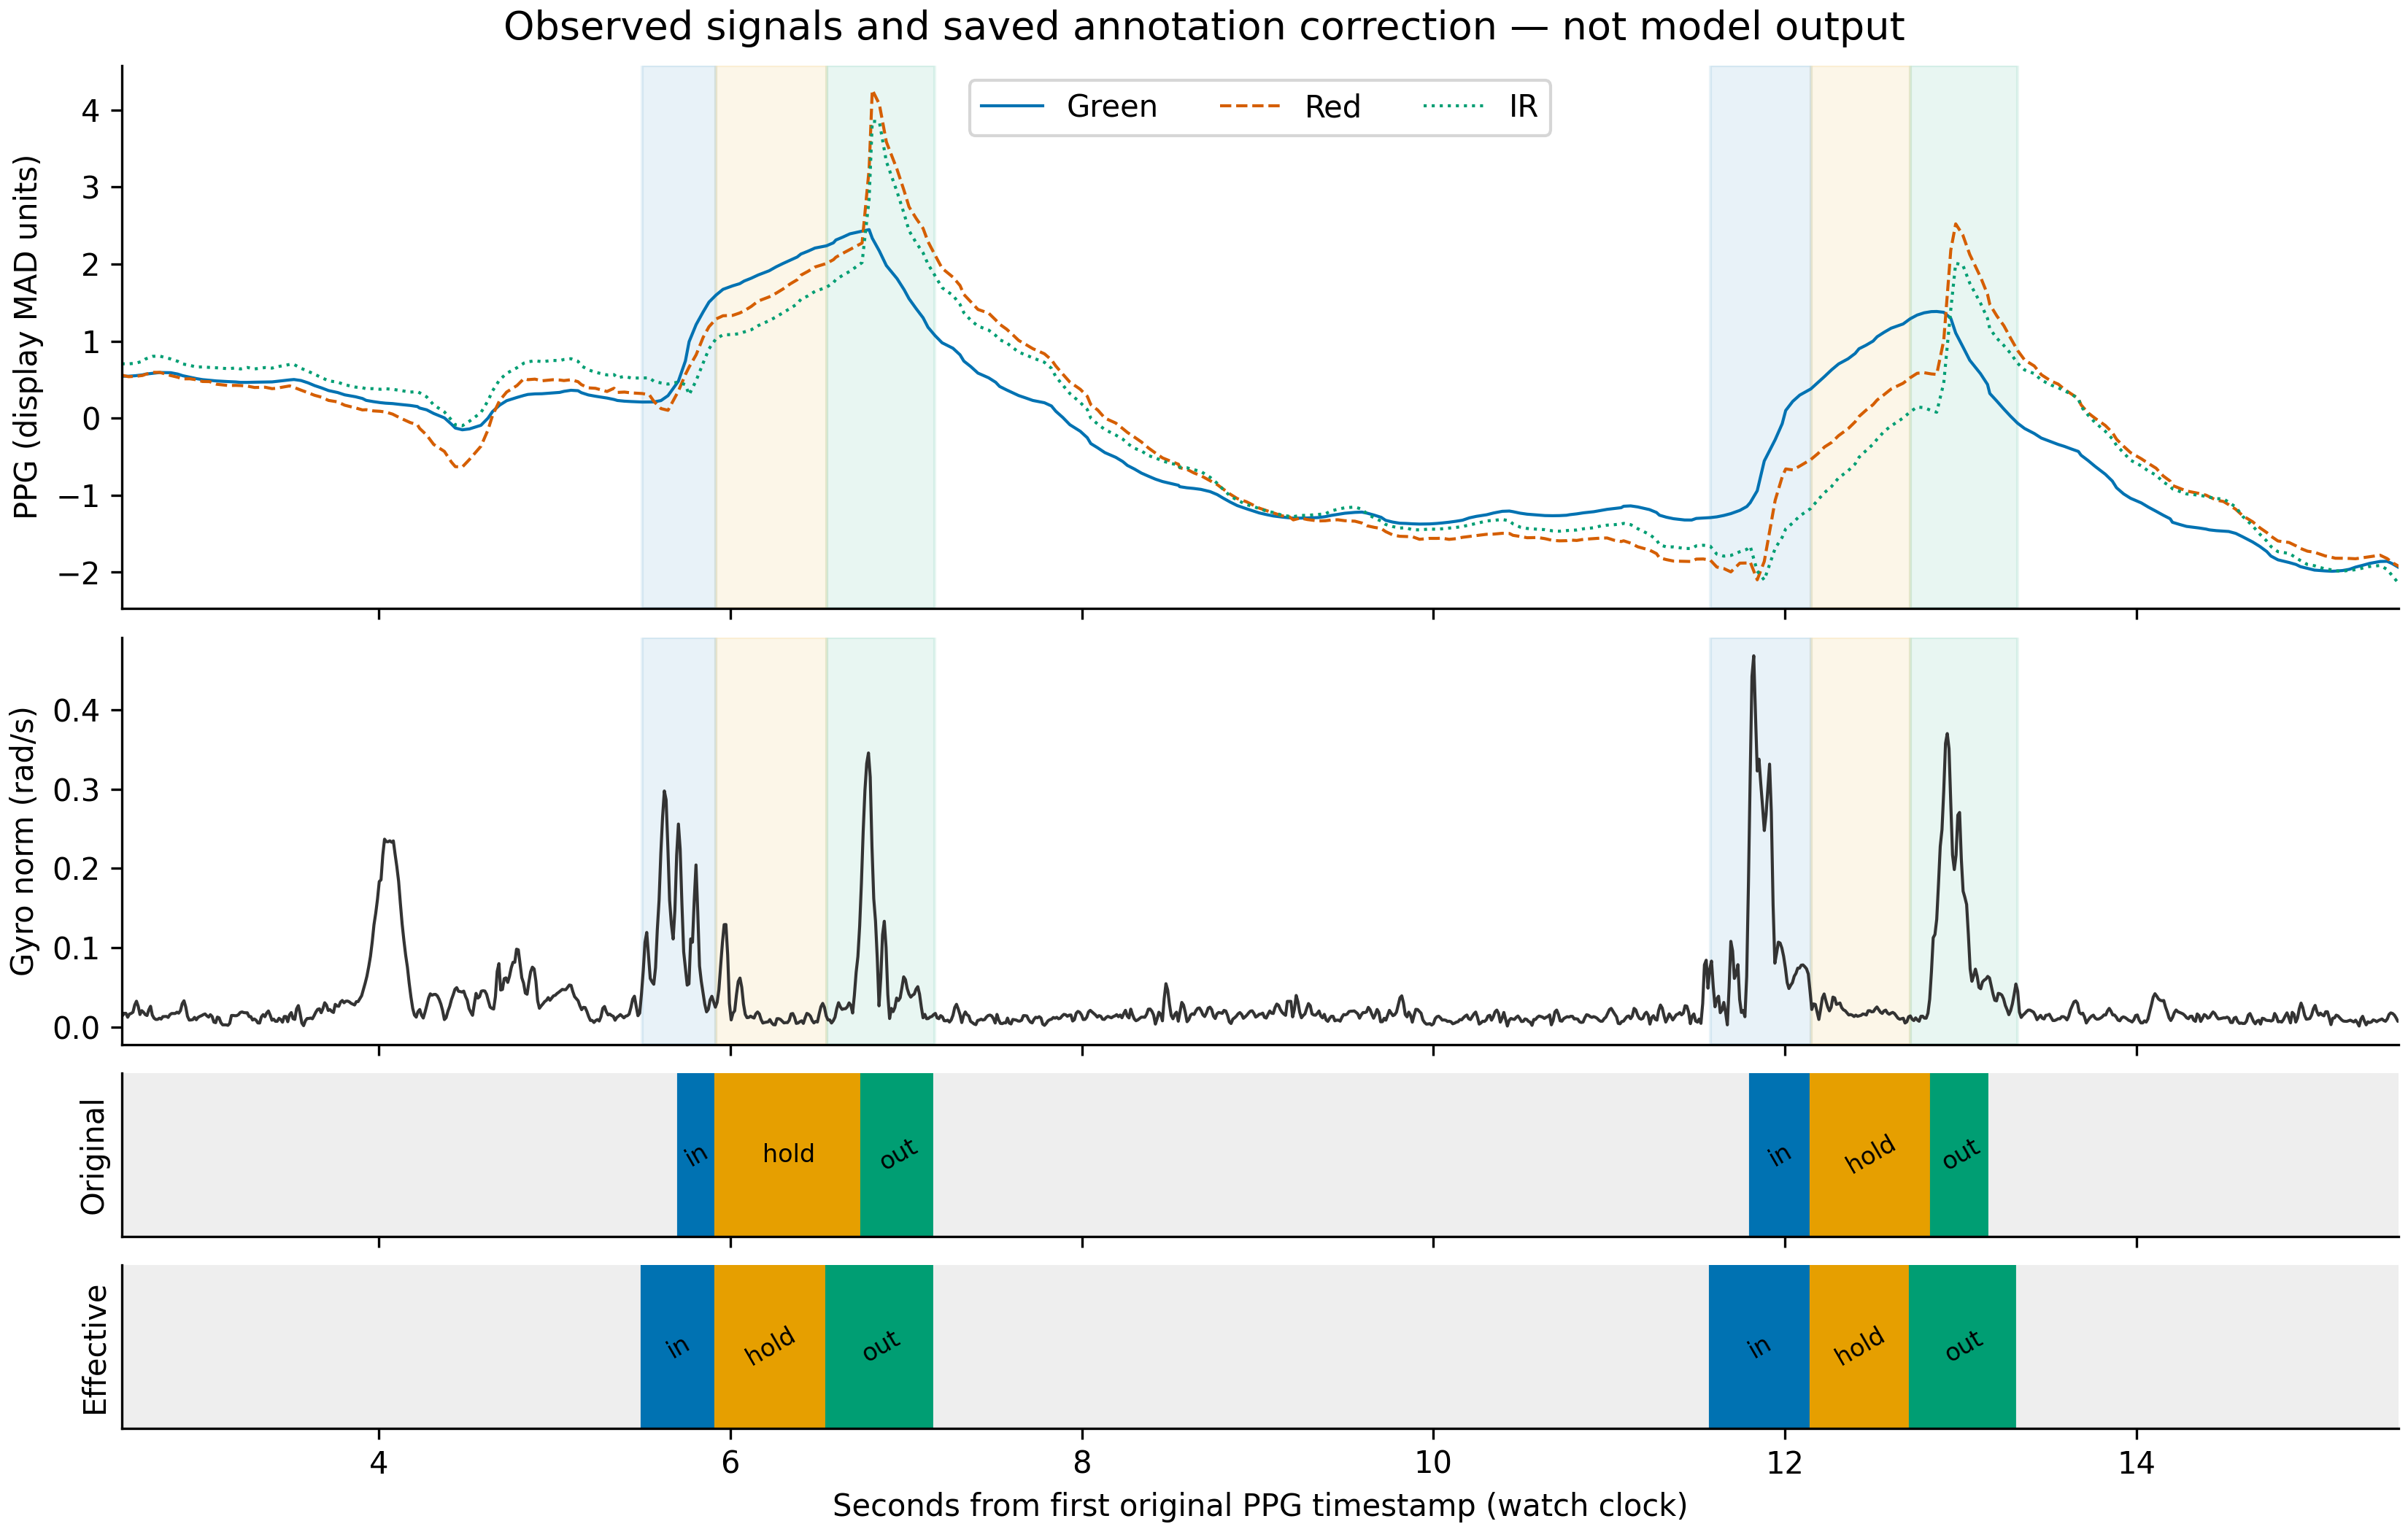 Observed signals and saved annotation correction — not model output
PPG (display MAD units)
4
3
2
1
0
−1
−2
Green
Red
IR
Gyro norm (rad/s)
0.4
0.3
0.2
0.1
0.0
Original
in
hold
out
in
hold
out
Effective
in
hold
out
in
hold
out
4
6
8
10
12
14
Seconds from first original PPG timestamp (watch clock)